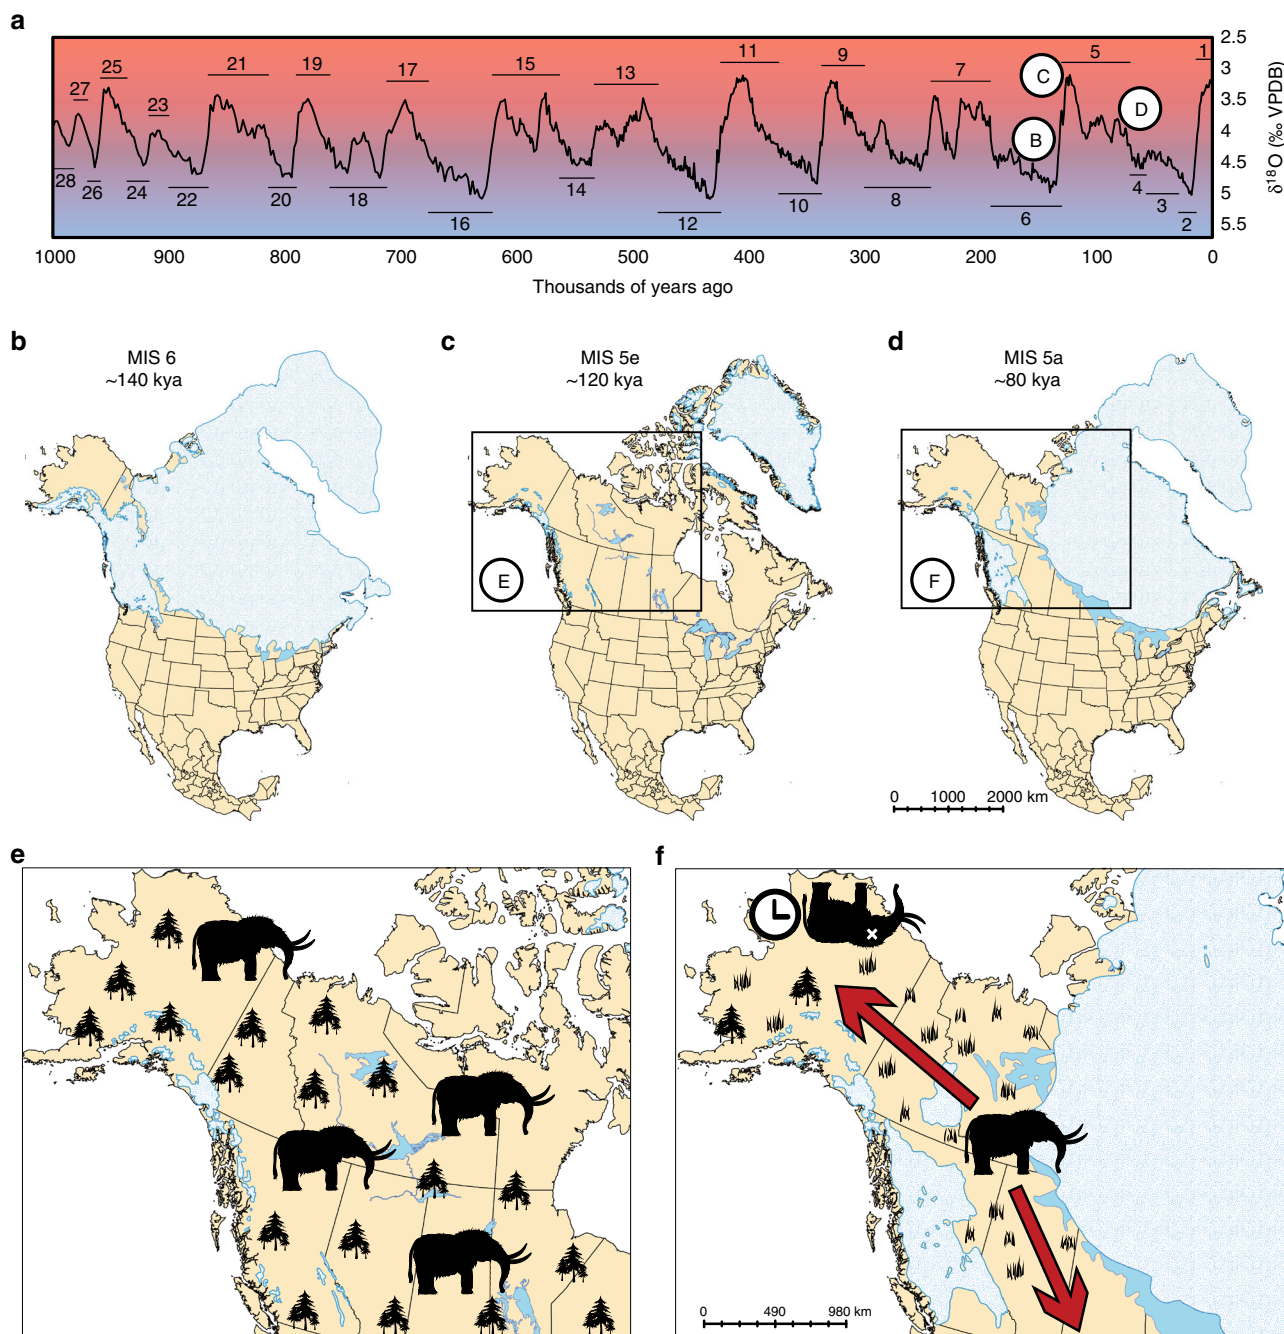 a
25
27
23
21
19
17
15
13
11
9
7
5
1
C
D
B
28
26
24
22
20
18
16
14
12
10
8
6
4
3
2
2.5
3
3.5
4
4.5
5
5.5
δ18O (‰ VPDB)
1000 900 800 700 600 500 400 300 200 100 0
Thousands of years ago
b
MIS 6
~140 kya
c
MIS 5e
~120 kya
E
d
MIS 5a
~80 kya
F
0 1000 2000 km
e
f
0 490 980 km